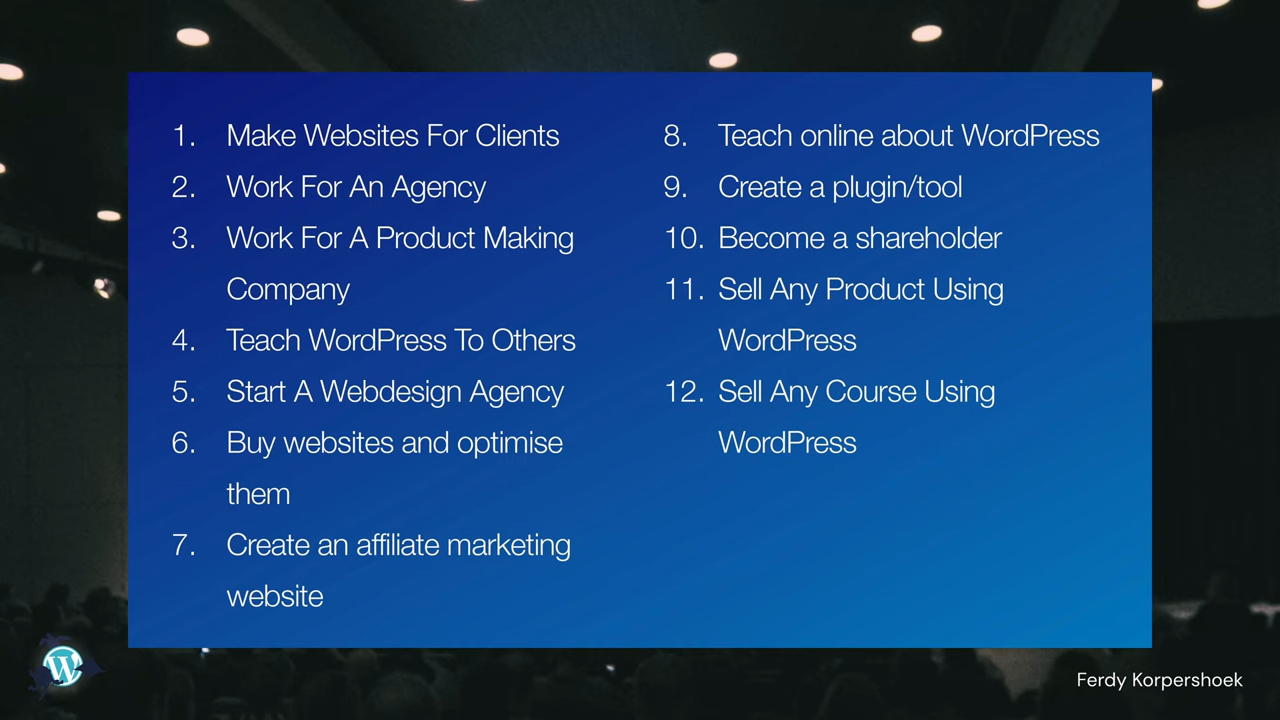 1. Make Websites For Clients
2. Work For An Agency
3. Work For A Product Making
Company
4. Teach WordPress To Others
5. Start A Webdesign Agency
6. Buy websites and optimise
them
7. Create an affiliate marketing
website
8. Teach online about WordPress
9. Create a plugin/tool
10. Become a shareholder
11. Sell Any Product Using
WordPress
12. Sell Any Course Using
WordPress
W
Ferdy Korpershoek